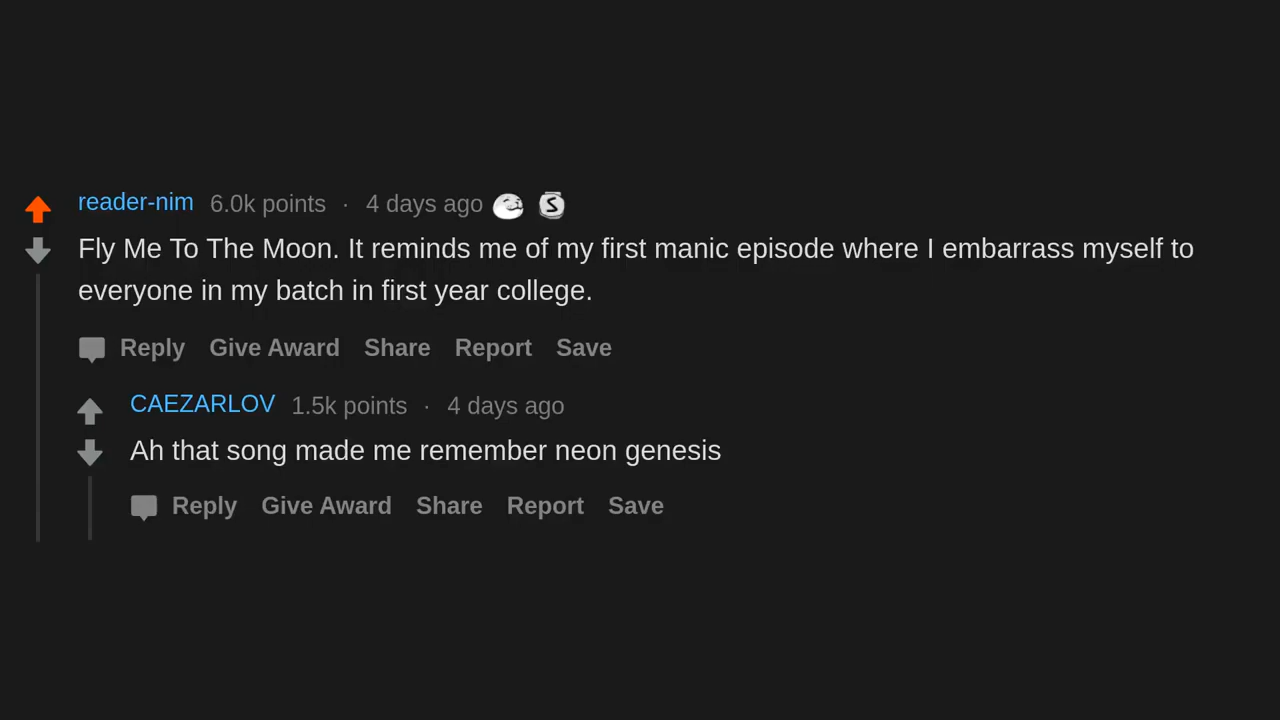 reader-nim 6.0k points · 4 days ago
Fly Me To The Moon. It reminds me of my first manic episode where I embarrass myself to
everyone in my batch in first year college.
Reply Give Award Share Report Save
CAEZARLOV 1.5k points · 4 days ago
Ah that song made me remember neon genesis
Reply Give Award Share Report Save